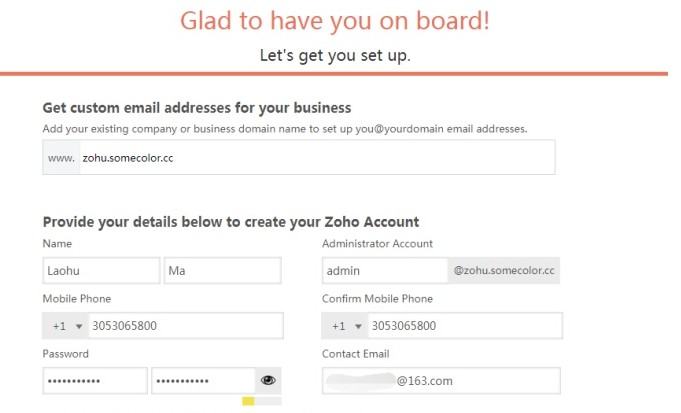 Glad to have you on board!
Let's get you set up.
Get custom email addresses for your business
Add your existing company or business domain name to set up you@yourdomain email addresses.
www. zohu.somecolor.cc
Provide your details below to create your Zoho Account
Name Administrator Account
Laohu Ma admin @zohu.somecolor.cc
Mobile Phone Confirm Mobile Phone
+1 3053065800 +1 3053065800
Password Contact Email
••••••••••• ••••••••••• @163.com